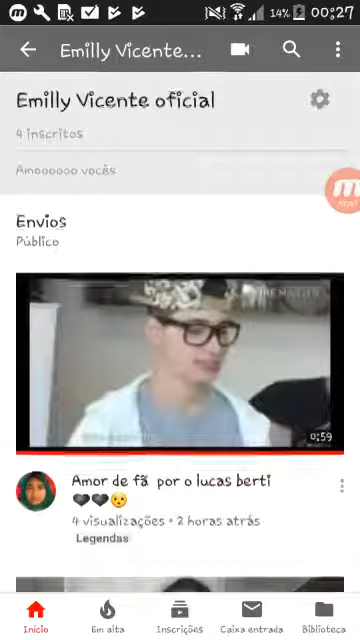 14% 00:27
Emilly Vicente...
Emilly Vicente oficial
4 inscritos
Amoooooo vocês
Envios
Público
0:59
Amor de fã por o lucas berti
🖤🖤😯
4 visualizações • 2 horas atrás
Legendas
Início Em alta Inscrições Caixa entrada Biblioteca